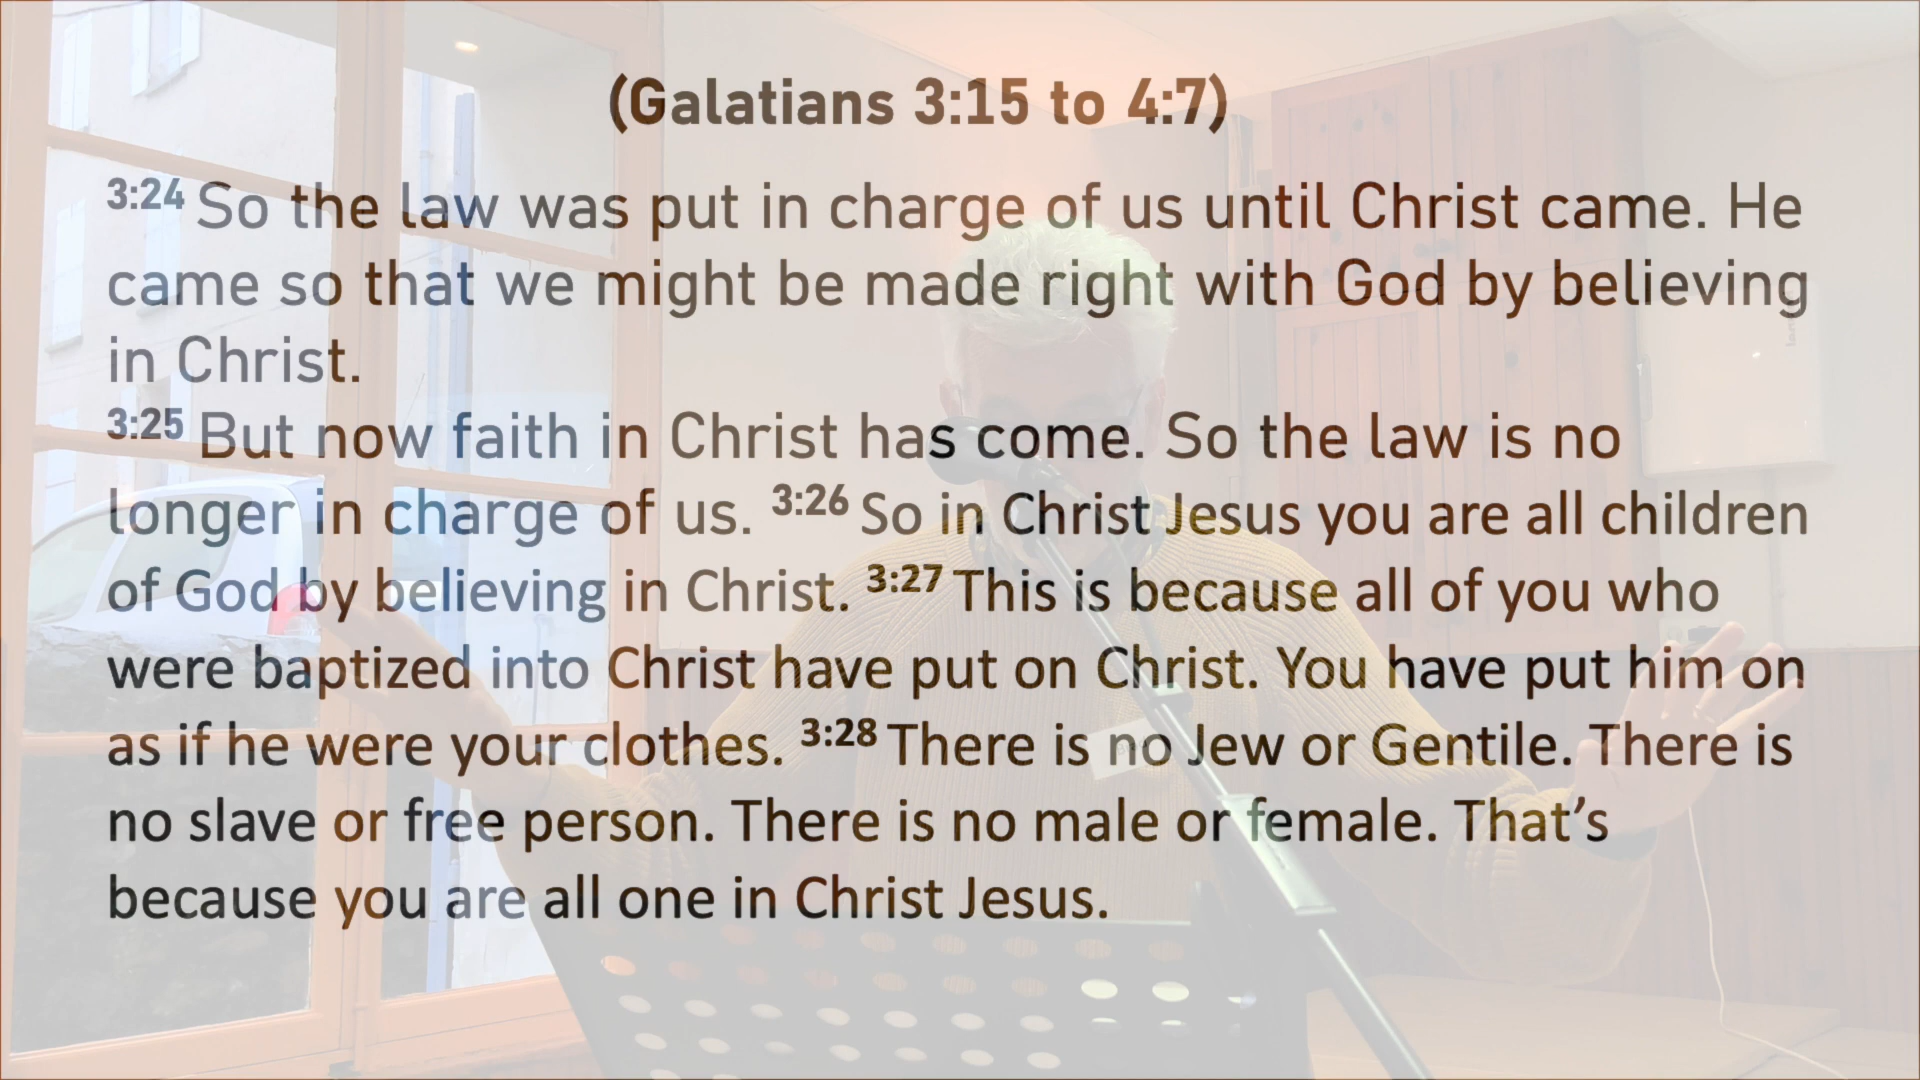 (Galatians 3:15 to 4:7)
3:24 So the law was put in charge of us until Christ came. He
came so that we might be made right with God by believing
in Christ.
3:25 But now faith in Christ has come. So the law is no
longer in charge of us. 3:26 So in Christ Jesus you are all children
of God by believing in Christ. 3:27 This is because all of you who
were baptized into Christ have put on Christ. You have put him on
as if he were your clothes. 3:28 There is no Jew or Gentile. There is
no slave or free person. There is no male or female. That’s
because you are all one in Christ Jesus.